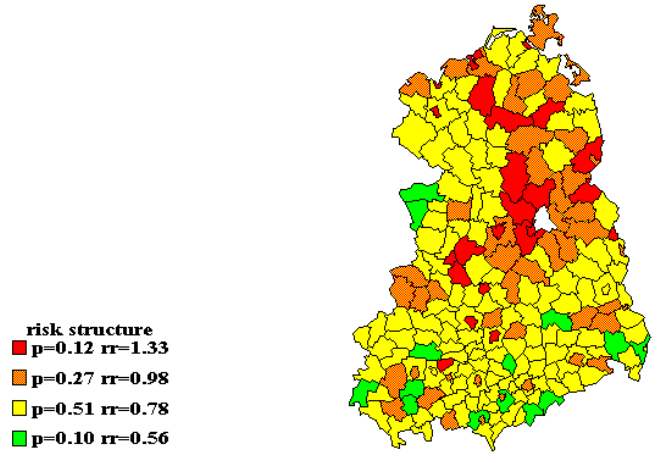 risk structure
p=0.12 rr=1.33
p=0.27 rr=0.98
p=0.51 rr=0.78
p=0.10 rr=0.56